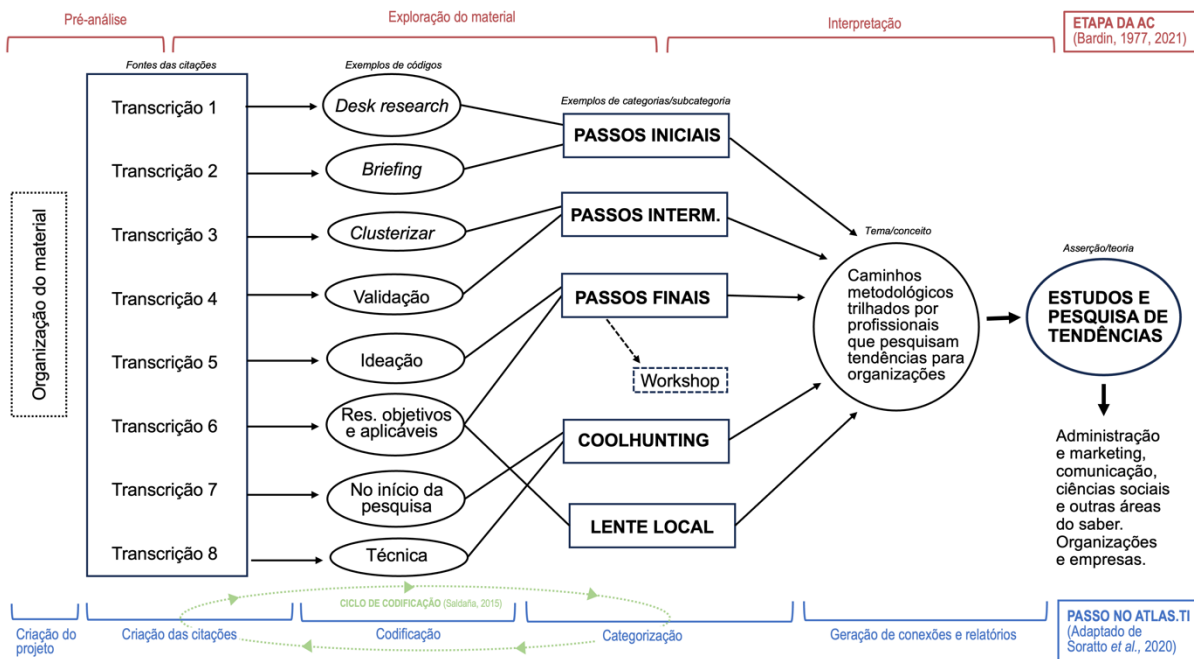 Pré-análise
Exploração do material
Interpretação
ETAPA DA AC
(Bardin, 1977, 2021)
Organização do material
Fontes das citações
Transcrição 1
Transcrição 2
Transcrição 3
Transcrição 4
Transcrição 5
Transcrição 6
Transcrição 7
Transcrição 8
Exemplos de códigos
Desk research
Briefing
Clusterizar
Validação
Ideação
Res. objetivos
e aplicáveis
No início da
pesquisa
Técnica
Exemplos de categorias/subcategoria
PASSOS INICIAIS
PASSOS INTERM.
PASSOS FINAIS
Workshop
COOLHUNTING
LENTE LOCAL
Tema/conceito
Caminhos
metodológicos
trilhados por
profissionais
que pesquisam
tendências para
organizações
Asserção/teoria
ESTUDOS E
PESQUISA DE
TENDÊNCIAS
Administração
e marketing,
comunicação,
ciências sociais
e outras áreas
do saber.
Organizações
e empresas.
CICLO DE CODIFICAÇÃO (Saldaña, 2015)
Criação do
projeto
Criação das citações
Codificação
Categorização
Geração de conexões e relatórios
PASSO NO ATLAS.TI
(Adaptado de
Soratto et al., 2020)